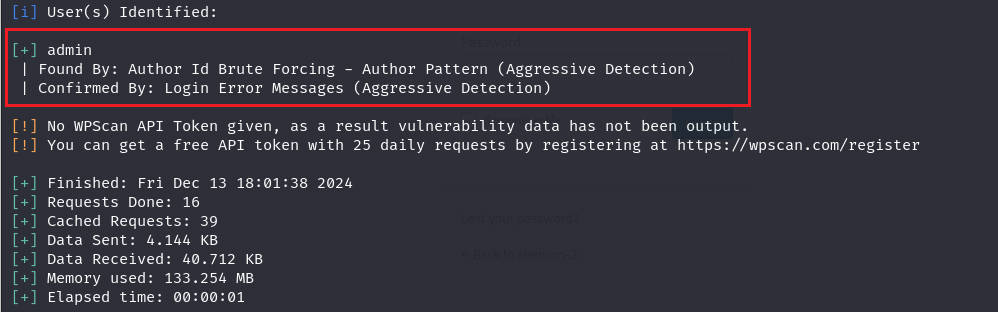 [i] User(s) Identified:
[+] admin
| Found By: Author Id Brute Forcing - Author Pattern (Aggressive Detection)
| Confirmed By: Login Error Messages (Aggressive Detection)
[!] No WPScan API Token given, as a result vulnerability data has not been output.
[!] You can get a free API token with 25 daily requests by registering at https://wpscan.com/register
[+] Finished: Fri Dec 13 18:01:38 2024
[+] Requests Done: 16
[+] Cached Requests: 39
[+] Data Sent: 4.144 KB
[+] Data Received: 40.712 KB
[+] Memory used: 133.254 MB
[+] Elapsed time: 00:00:01
Password
Lost your password?